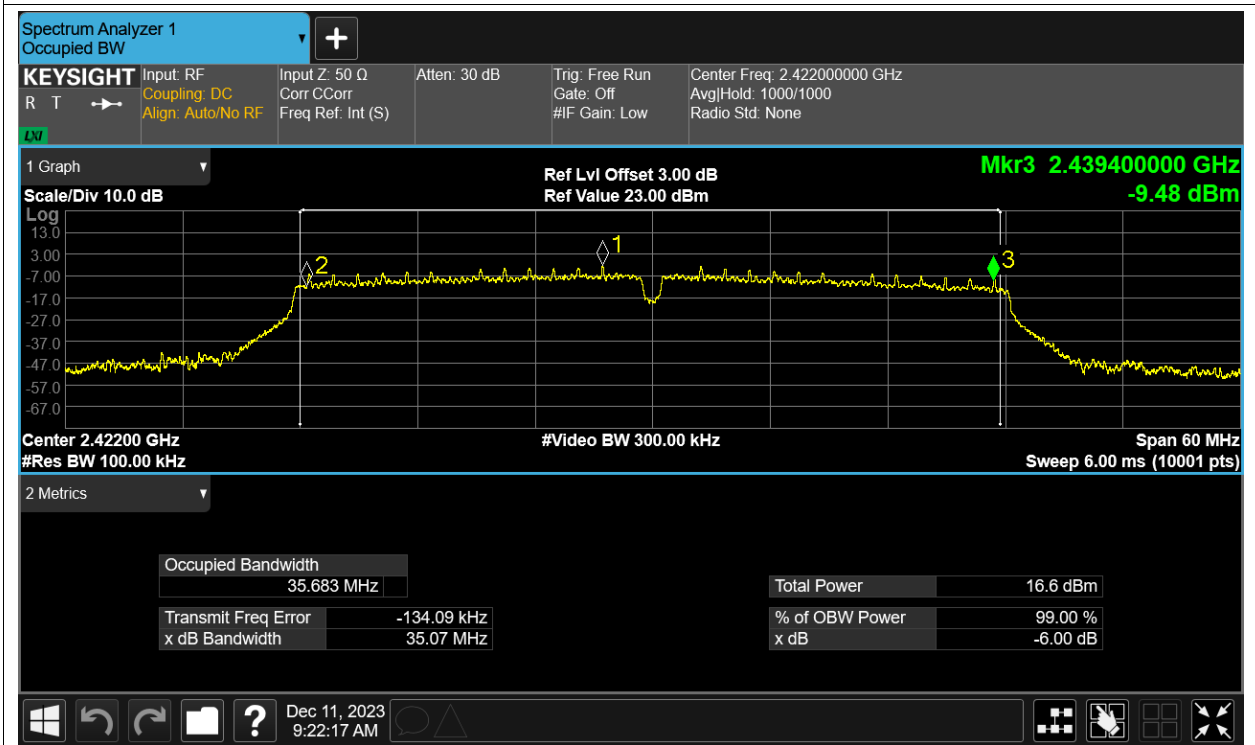 Spectrum Analyzer 1
Occupied BW
KEYSIGHT
R T
LXI
Input: RF
Coupling: DC
Align: Auto/No RF
Input Z: 50 Ω
Corr CCorr
Freq Ref: Int (S)
Atten: 30 dB
Trig: Free Run
Gate: Off
#IF Gain: Low
Center Freq: 2.422000000 GHz
Avg|Hold: 1000/1000
Radio Std: None
1 Graph
Scale/Div 10.0 dB
Ref Lvl Offset 3.00 dB
Ref Value 23.00 dBm
Mkr3 2.439400000 GHz
-9.48 dBm
Log
13.0
3.00
-7.00
-17.0
-27.0
-37.0
-47.0
-57.0
-67.0
2
1
3
Center 2.42200 GHz
#Res BW 100.00 kHz
#Video BW 300.00 kHz
Span 60 MHz
Sweep 6.00 ms (10001 pts)
2 Metrics
Occupied Bandwidth
35.683 MHz
Transmit Freq Error -134.09 kHz
x dB Bandwidth 35.07 MHz
Total Power 16.6 dBm
% of OBW Power 99.00 %
x dB -6.00 dB
?
Dec 11, 2023
9:22:17 AM